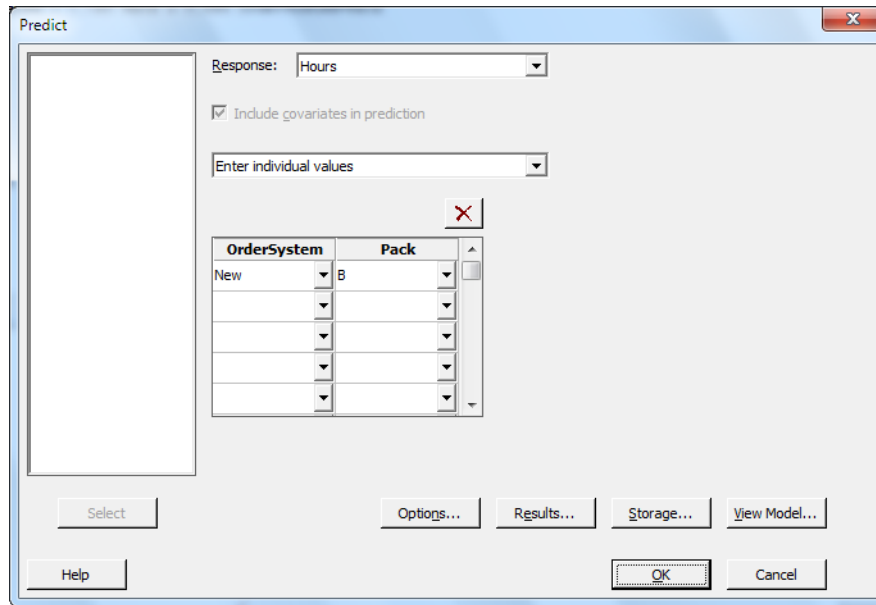 Predict
Response: Hours
Include covariates in prediction
Enter individual values
OrderSystem Pack
New B
Select Options... Results... Storage... View Model...
Help OK Cancel